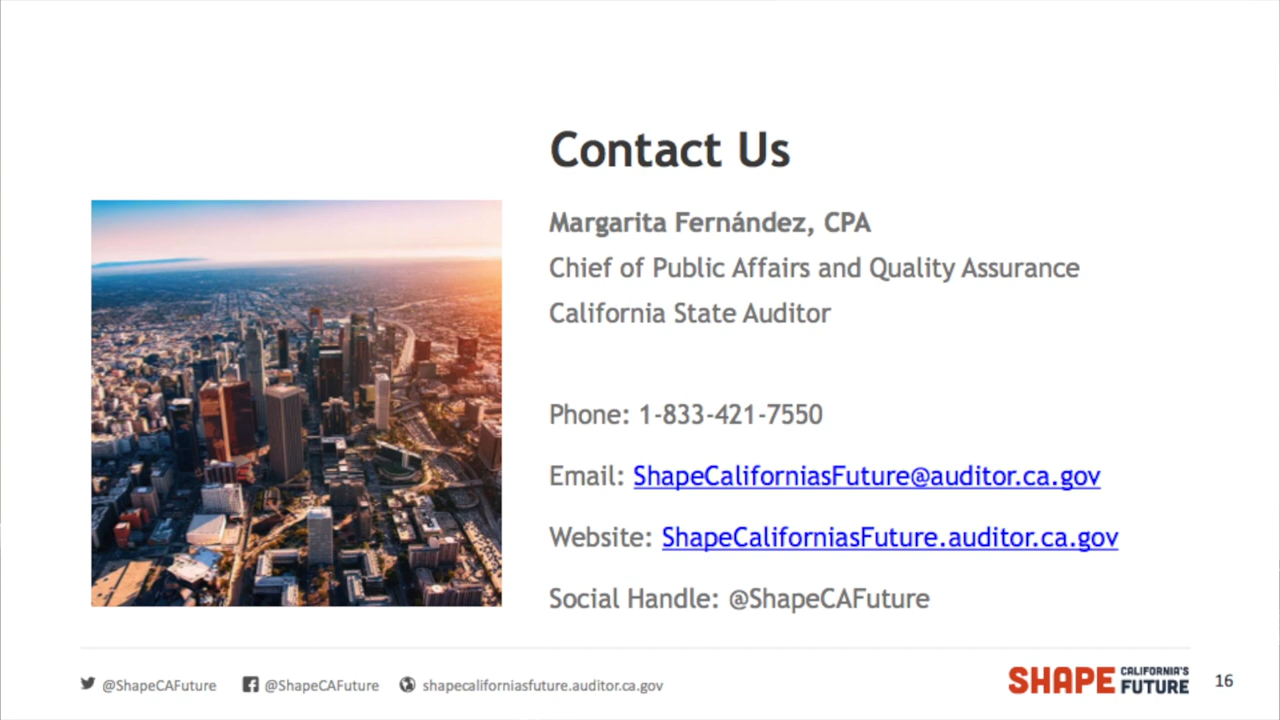 Contact Us
Margarita Fernández, CPA
Chief of Public Affairs and Quality Assurance
California State Auditor
Phone: 1-833-421-7550
Email: ShapeCaliforniasFuture@auditor.ca.gov
Website: ShapeCaliforniasFuture.auditor.ca.gov
Social Handle: @ShapeCAFuture
@ShapeCAFuture @ShapeCAFuture shapecaliforniasfuture.auditor.ca.gov
SHAPE CALIFORNIA'S FUTURE 16